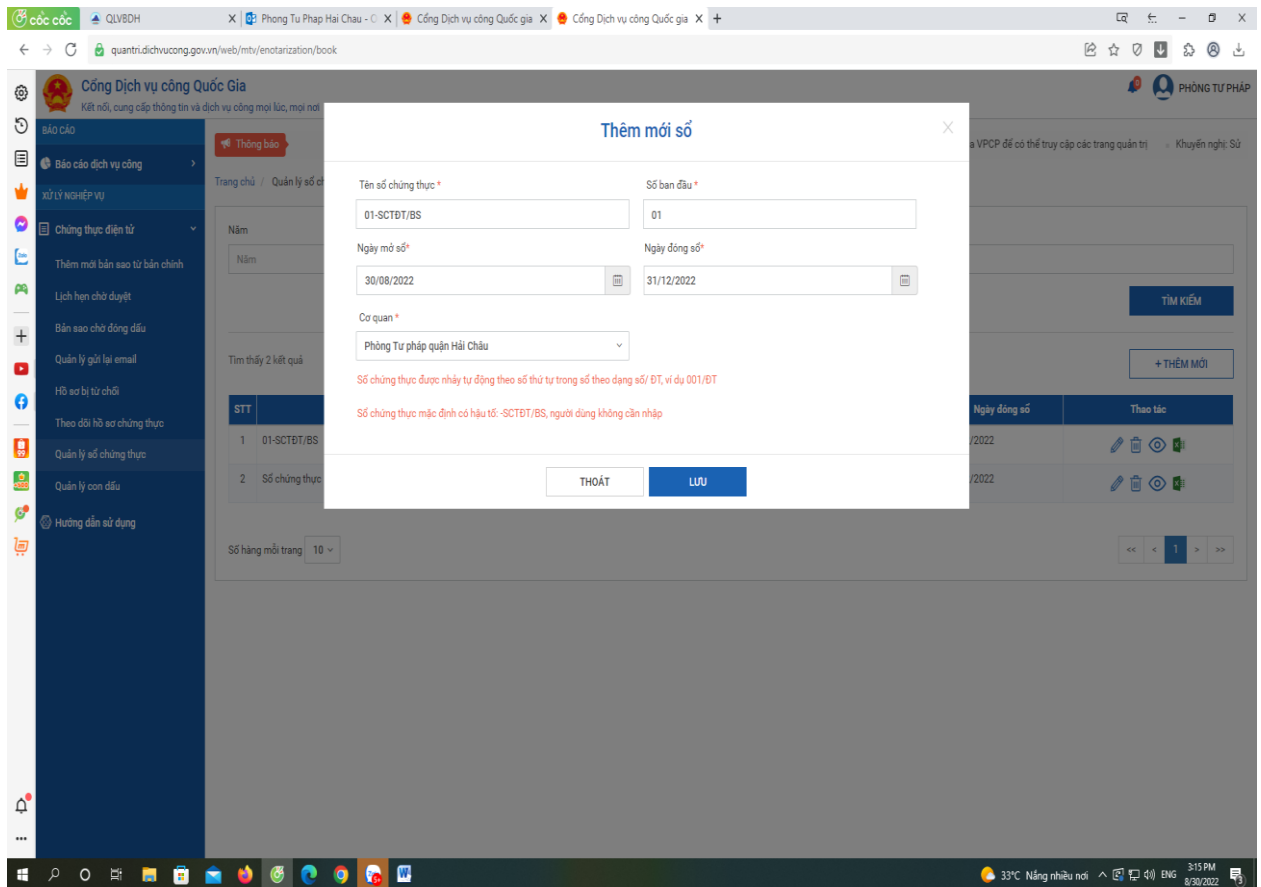 cốc cốc QLVBDH X Phong Tu Phap Hai Chau - O X Cổng Dịch vụ công Quốc gia X Cổng Dịch vụ công Quốc gia X +
quantri.dichvucong.gov.vn/web/mtv/enotarization/book
Cổng Dịch vụ công Quốc Gia
Kết nối, cung cấp thông tin và dịch vụ công mọi lúc, mọi nơi
PHÒNG TƯ PHÁP
BÁO CÁO
Báo cáo dịch vụ công
XỬ LÝ NGHIỆP VỤ
Chứng thực điện tử
Thêm mới bản sao từ bản chính
Lịch hẹn chờ duyệt
Bản sao chờ đóng dấu
Quản lý gửi lại email
Hồ sơ bị từ chối
Theo dõi hồ sơ chứng thực
Quản lý sổ chứng thực
Quản lý con dấu
Hướng dẫn sử dụng
Thông báo
a VPCP để có thể truy cập các trang quản trị Khuyến nghị: Sử
Trang chủ / Quản lý sổ ch
Năm
Năm
TÌM KIẾM
Tìm thấy 2 kết quả
+ THÊM MỚI
STT Ngày đóng sổ Thao tác
1 01-SCTĐT/BS /2022
2 Sổ chứng thực /2022
Số hàng mỗi trang 10
<< < 1 > >>
Thêm mới sổ
X
Tên sổ chứng thực * Số ban đầu *
01-SCTĐT/BS 01
Ngày mở sổ* Ngày đóng sổ*
30/08/2022 31/12/2022
Cơ quan *
Phòng Tư pháp quận Hải Châu
Số chứng thực được nhảy tự động theo số thứ tự trong sổ theo dạng số/ ĐT, ví dụ 001/ĐT
Sổ chứng thực mặc định có hậu tố: -SCTĐT/BS, người dùng không cần nhập
THOÁT LƯU
33°C Nắng nhiều nơi ENG 3:15 PM
8/30/2022